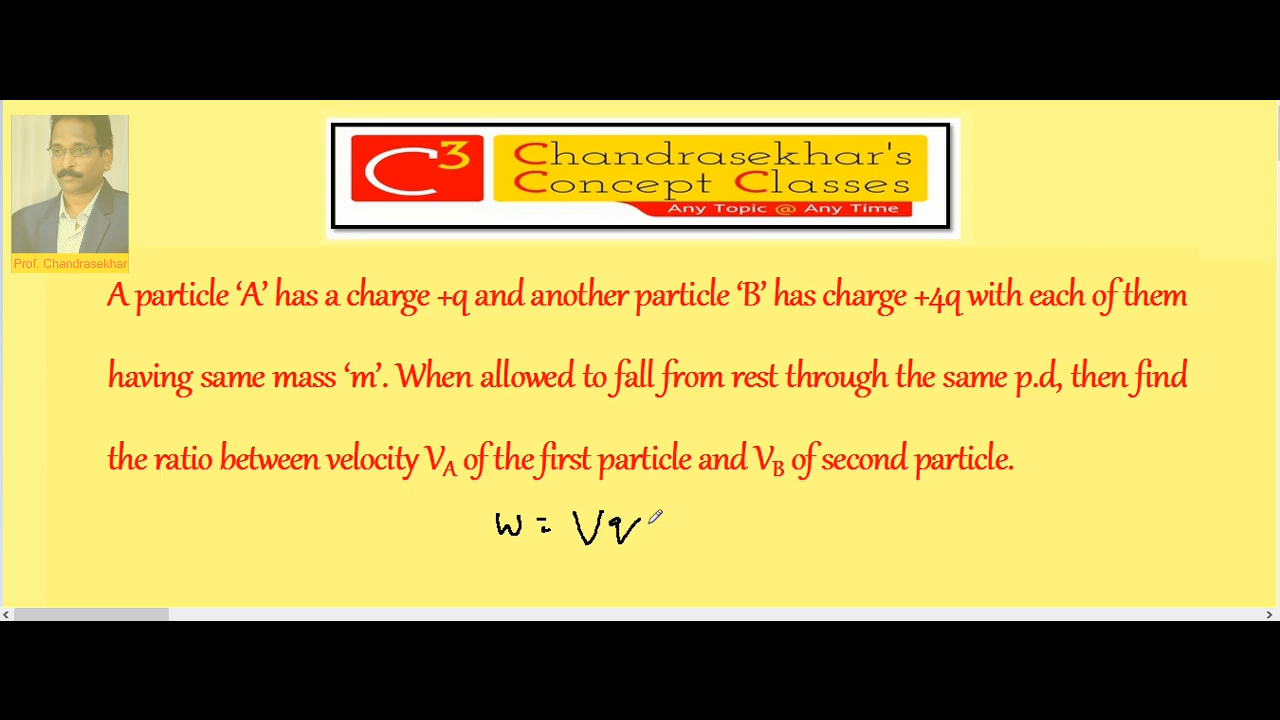 C3 Chandrasekhar's
Concept Classes
Any Topic @ Any Time
Prof. Chandrasekhar
A particle ‘A’ has a charge +q and another particle ‘B’ has charge +4q with each of them
having same mass ‘m’. When allowed to fall from rest through the same p.d, then find
the ratio between velocity VA of the first particle and VB of second particle.
W = Vq